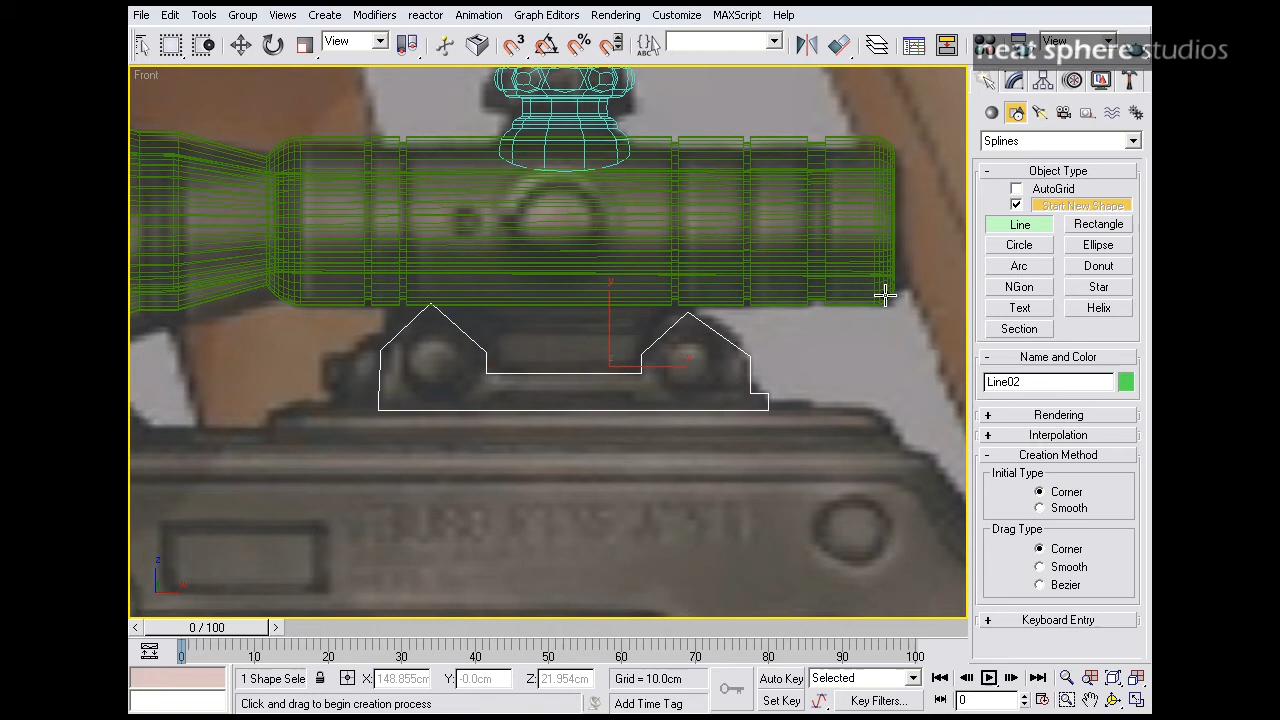 File Edit Tools Group Views Create Modifiers reactor Animation Graph Editors Rendering Customize MAXScript Help
View
View
neat sphere studios
Front
Splines
- Object Type
AutoGrid
Start New Shape
Line Rectangle
Circle Ellipse
Arc Donut
NGon Star
Text Helix
Section
- Name and Color
Line02
+ Rendering
+ Interpolation
- Creation Method
Initial Type
Corner
Smooth
Drag Type
Corner
Smooth
Bezier
+ Keyboard Entry
0 / 100
0 10 20 30 40 50 60 70 80 90 100
1 Shape Sele X: 148.855cm Y: -0.0cm Z: 21.954cm Grid = 10.0cm Auto Key Selected
Click and drag to begin creation process Add Time Tag Set Key Key Filters... 0